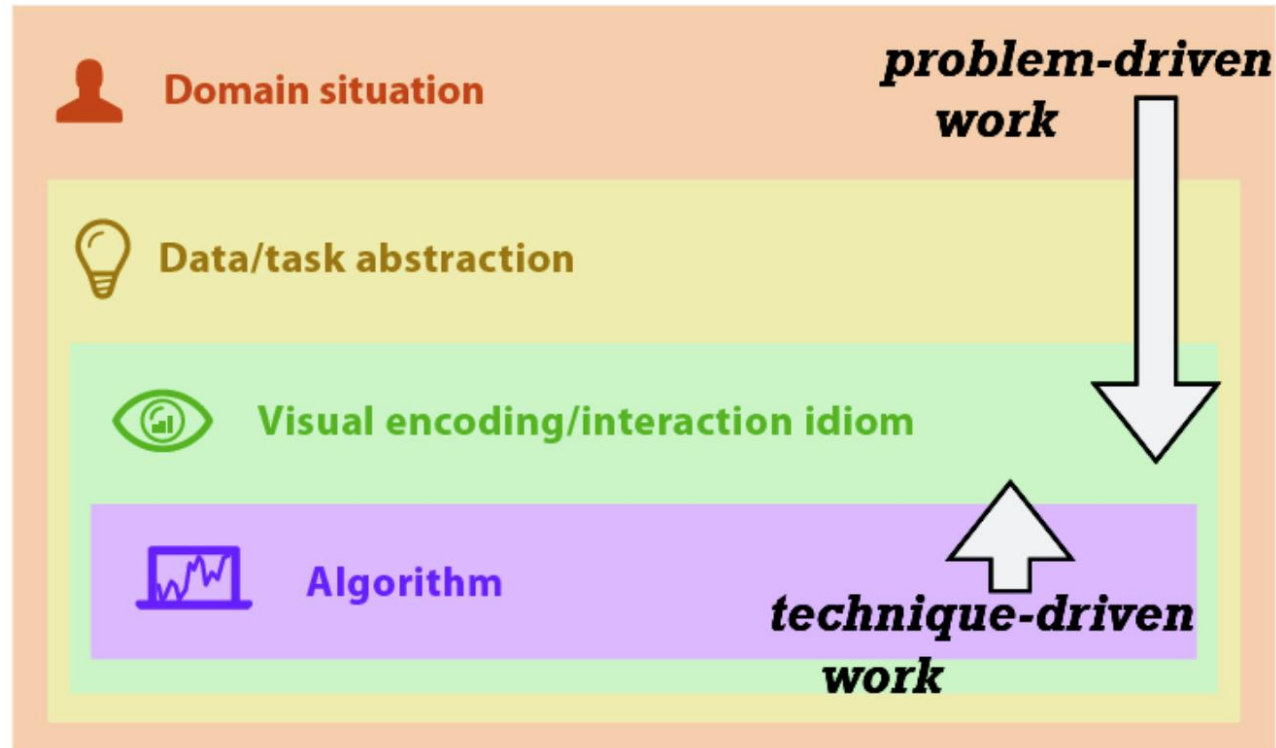 problem-driven
work
Domain situation
Data/task abstraction
Visual encoding/interaction idiom
Algorithm
technique-driven
work